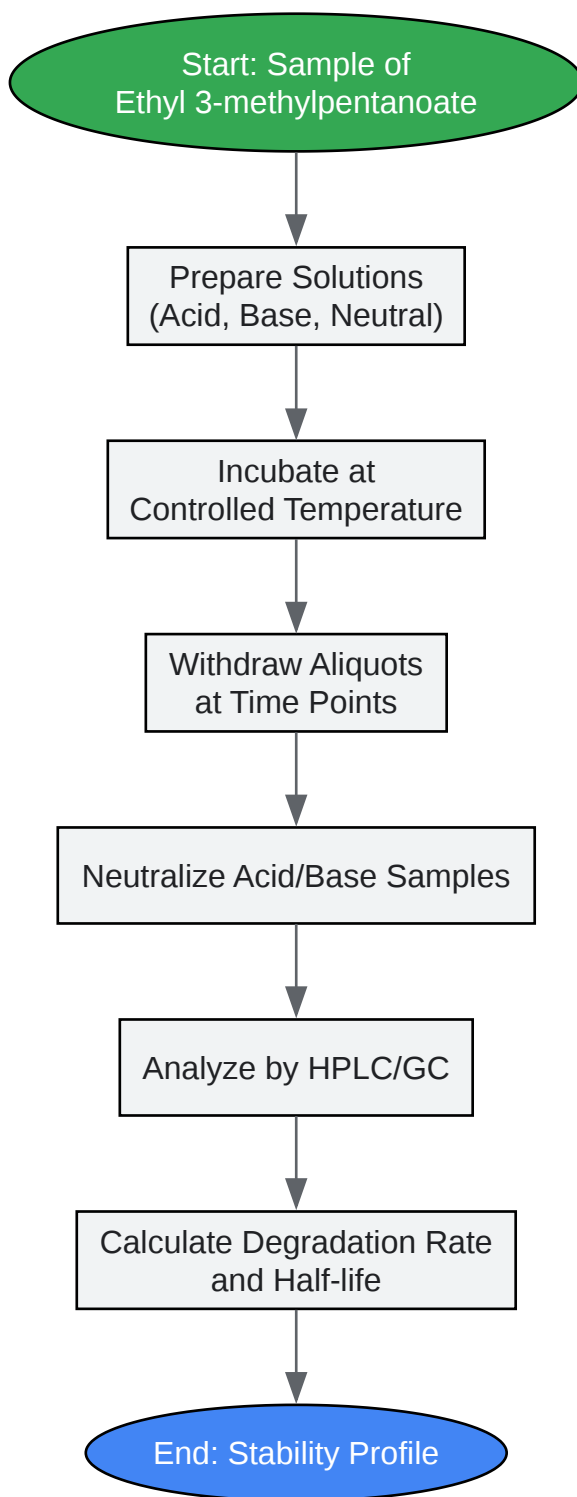 Start: Sample of
Ethyl 3-methylpentanoate
Prepare Solutions
(Acid, Base, Neutral)
Incubate at
Controlled Temperature
Withdraw Aliquots
at Time Points
Neutralize Acid/Base Samples
Analyze by HPLC/GC
Calculate Degradation Rate
and Half-life
End: Stability Profile